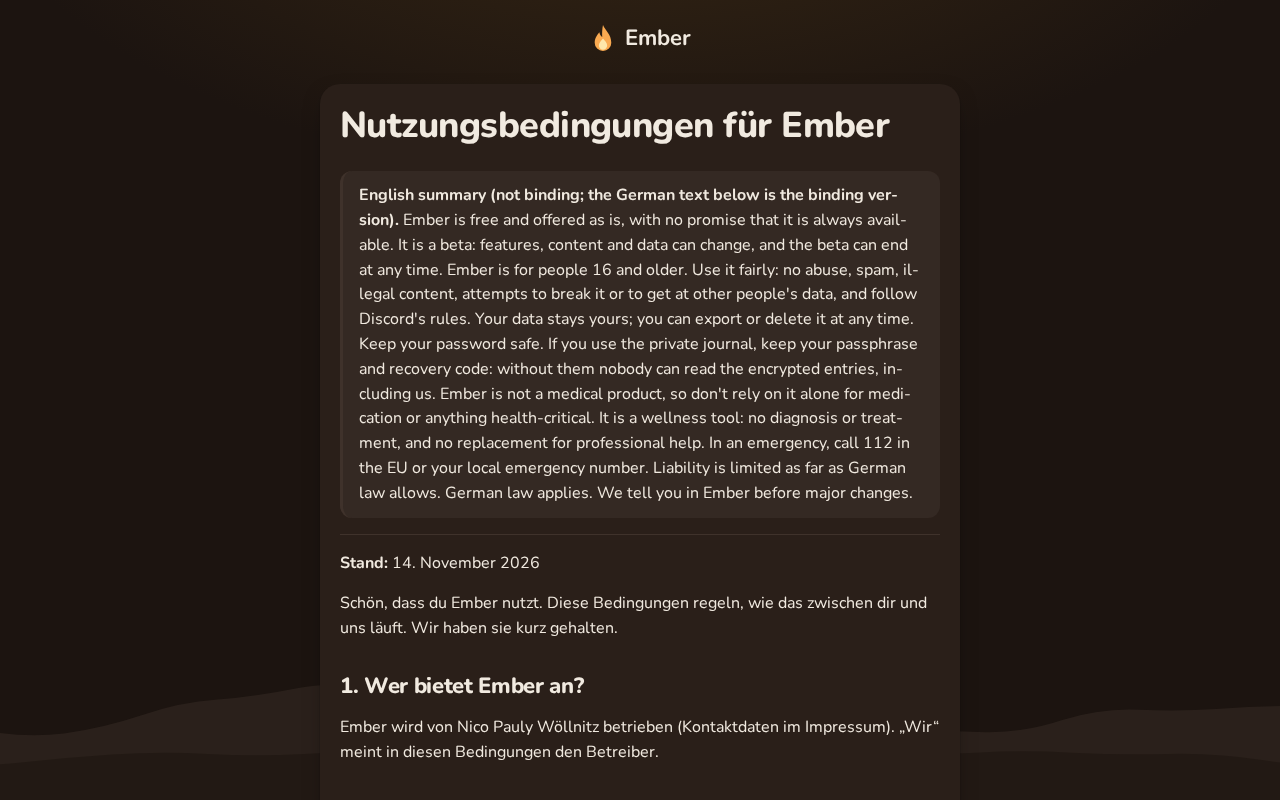 Ember
Nutzungsbedingungen für Ember
English summary (not binding; the German text below is the binding ver-
sion). Ember is free and offered as is, with no promise that it is always avail-
able. It is a beta: features, content and data can change, and the beta can end
at any time. Ember is for people 16 and older. Use it fairly: no abuse, spam, il-
legal content, attempts to break it or to get at other people's data, and follow
Discord's rules. Your data stays yours; you can export or delete it at any time.
Keep your password safe. If you use the private journal, keep your passphrase
and recovery code: without them nobody can read the encrypted entries, in-
cluding us. Ember is not a medical product, so don't rely on it alone for medi-
cation or anything health-critical. It is a wellness tool: no diagnosis or treat-
ment, and no replacement for professional help. In an emergency, call 112 in
the EU or your local emergency number. Liability is limited as far as German
law allows. German law applies. We tell you in Ember before major changes.
Stand: 14. November 2026
Schön, dass du Ember nutzt. Diese Bedingungen regeln, wie das zwischen dir und
uns läuft. Wir haben sie kurz gehalten.
1. Wer bietet Ember an?
Ember wird von Nico Pauly Wöllnitz betrieben (Kontaktdaten im Impressum). „Wir“
meint in diesen Bedingungen den Betreiber.